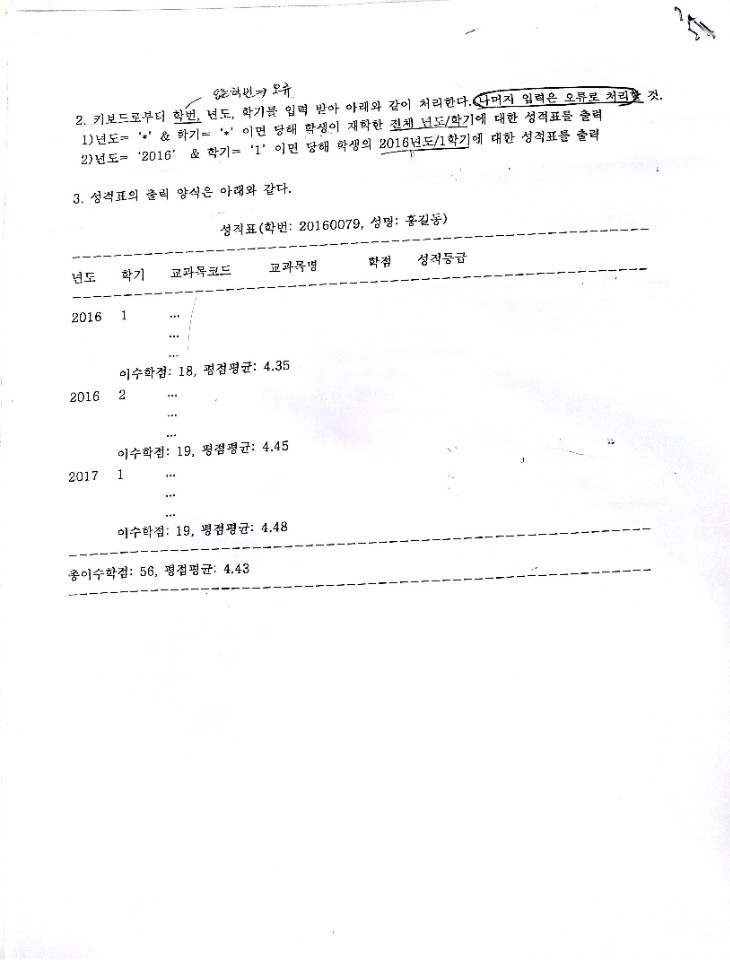 없는학번 => 오류
2. 키보드로부터 학번, 년도, 학기를 입력 받아 아래와 같이 처리한다. 나머지 입력은 오류로 처리할 것.
1)년도= '*' & 학기= '*' 이면 당해 학생이 재학한 전체 년도/학기에 대한 성적표를 출력
2)년도= '2016' & 학기= '1' 이면 당해 학생의 2016년도/1학기에 대한 성적표를 출력
3. 성적표의 출력 양식은 아래와 같다.
성적표(학번: 20160079, 성명: 홍길동)
년도 학기 교과목코드 교과목명 학점 성적등급
2016 1 ...
...
...
이수학점: 18, 평점평균: 4.35
2016 2 ...
...
...
이수학점: 19, 평점평균: 4.45
2017 1 ...
...
...
이수학점: 19, 평점평균: 4.48
총이수학점: 56, 평점평균: 4.43